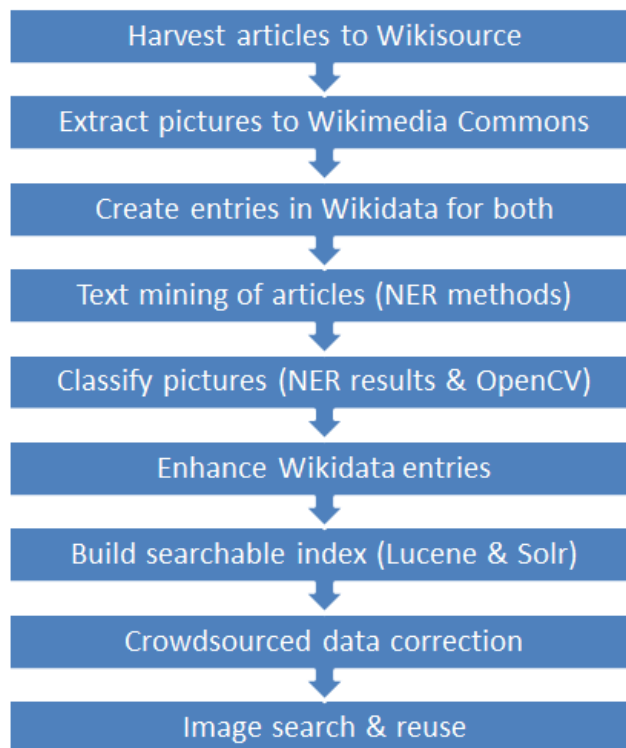 Harvest articles to Wikisource
Extract pictures to Wikimedia Commons
Create entries in Wikidata for both
Text mining of articles (NER methods)
Classify pictures (NER results & OpenCV)
Enhance Wikidata entries
Build searchable index (Lucene & Solr)
Crowdsourced data correction
Image search & reuse